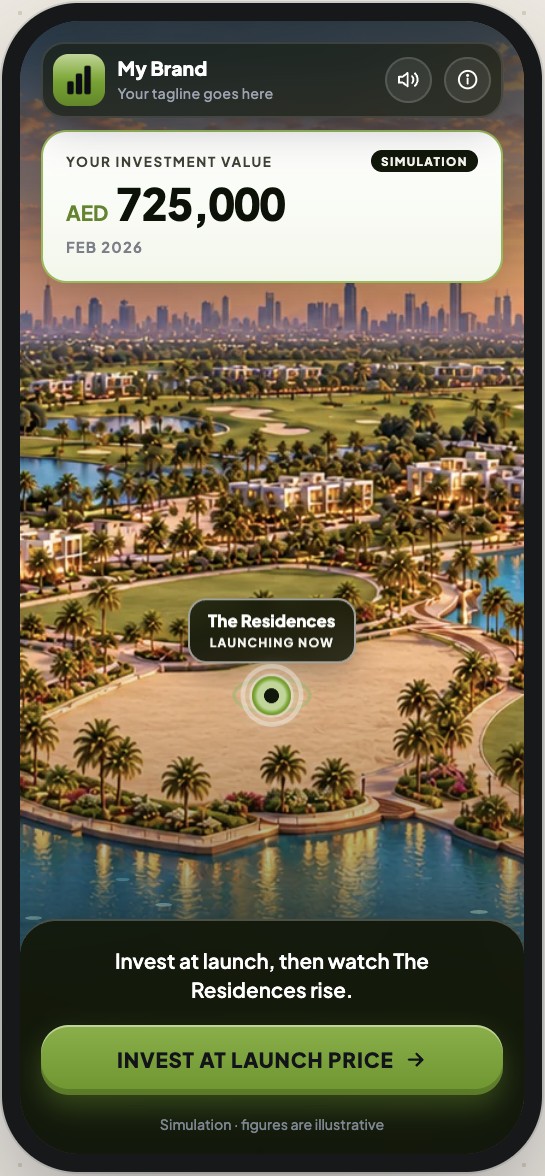 My Brand
Your tagline goes here
YOUR INVESTMENT VALUE
SIMULATION
AED 725,000
FEB 2026
The Residences
LAUNCHING NOW
Invest at launch, then watch The
Residences rise.
INVEST AT LAUNCH PRICE →
Simulation · figures are illustrative